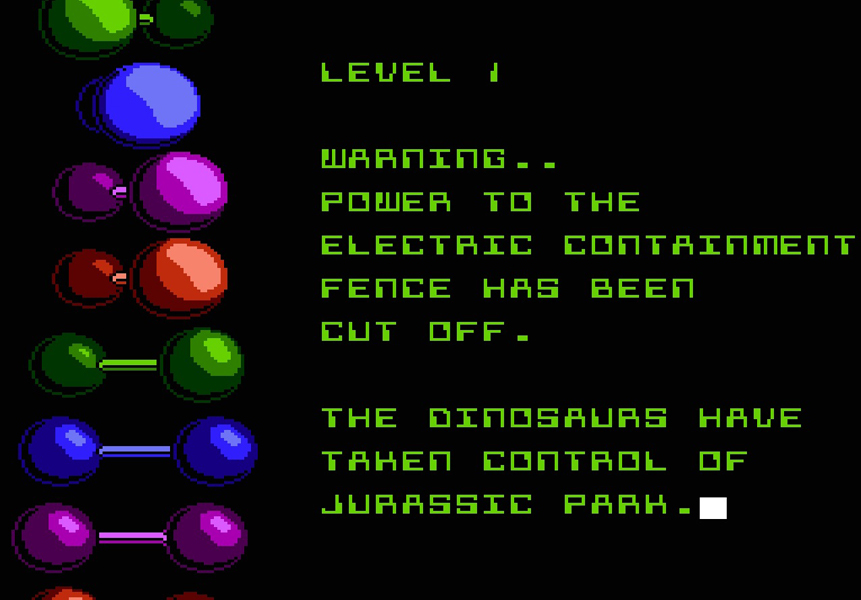 LEVEL 1
WARNING..
POWER TO THE
ELECTRIC CONTAINMENT
FENCE HAS BEEN
CUT OFF.
THE DINOSAURS HAVE
TAKEN CONTROL OF
JURASSIC PARK.